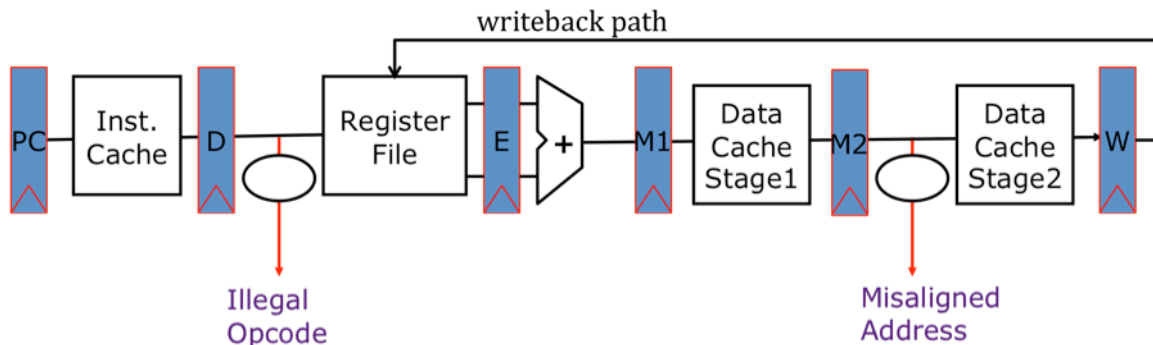 writeback path
PC
Inst.
Cache
D
Register
File
E
+
M1
Data
Cache
Stage1
M2
Data
Cache
Stage2
W
Illegal
Opcode
Misaligned
Address